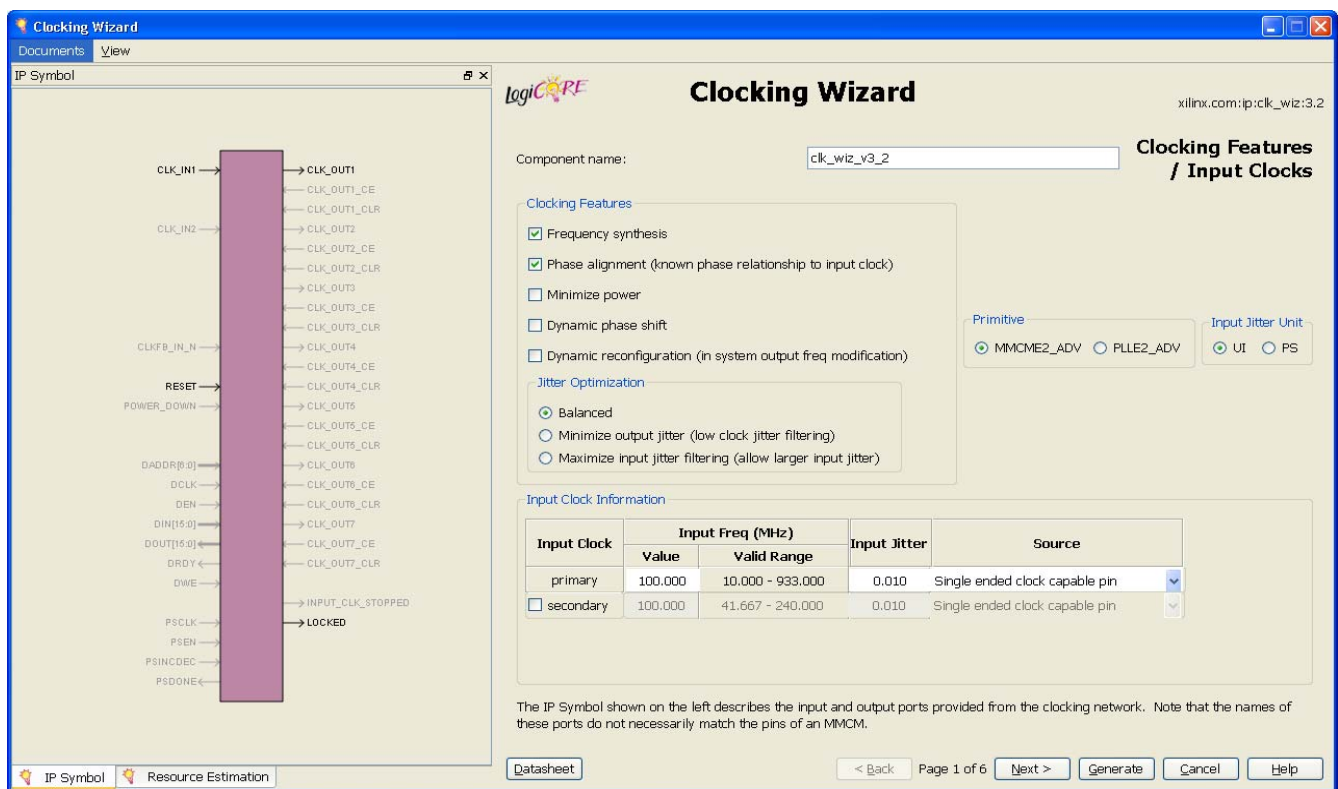 Clocking Wizard
Documents View
IP Symbol
CLK_IN1
CLK_IN2
CLKFB_IN_N
RESET
POWER_DOWN
DADDR[6:0]
DCLK
DEN
DIN[15:0]
DOUT[15:0]
DRDY
DWE
PSCLK
PSEN
PSINCDEC
PSDONE
CLK_OUT1
CLK_OUT1_CE
CLK_OUT1_CLR
CLK_OUT2
CLK_OUT2_CE
CLK_OUT2_CLR
CLK_OUT3
CLK_OUT3_CE
CLK_OUT3_CLR
CLK_OUT4
CLK_OUT4_CE
CLK_OUT4_CLR
CLK_OUT5
CLK_OUT5_CE
CLK_OUT5_CLR
CLK_OUT6
CLK_OUT6_CE
CLK_OUT6_CLR
CLK_OUT7
CLK_OUT7_CE
CLK_OUT7_CLR
INPUT_CLK_STOPPED
LOCKED
IP Symbol Resource Estimation
LogiCORE
Clocking Wizard
xilinx.com:ip:clk_wiz:3.2
Component name: clk_wiz_v3_2
Clocking Features
/ Input Clocks
Clocking Features
Frequency synthesis
Phase alignment (known phase relationship to input clock)
Minimize power
Dynamic phase shift
Dynamic reconfiguration (in system output freq modification)
Jitter Optimization
Balanced
Minimize output jitter (low clock jitter filtering)
Maximize input jitter filtering (allow larger input jitter)
Primitive
MMCME2_ADV PLLE2_ADV
Input Jitter Unit
UI PS
Input Clock Information
Input Clock Input Freq (MHz) Input Jitter Source
Value Valid Range
primary 100.000 10.000 - 933.000 0.010 Single ended clock capable pin
secondary 100.000 41.667 - 240.000 0.010 Single ended clock capable pin
The IP Symbol shown on the left describes the input and output ports provided from the clocking network. Note that the names of
these ports do not necessarily match the pins of an MMCM.
Datasheet < Back Page 1 of 6 Next > Generate Cancel Help